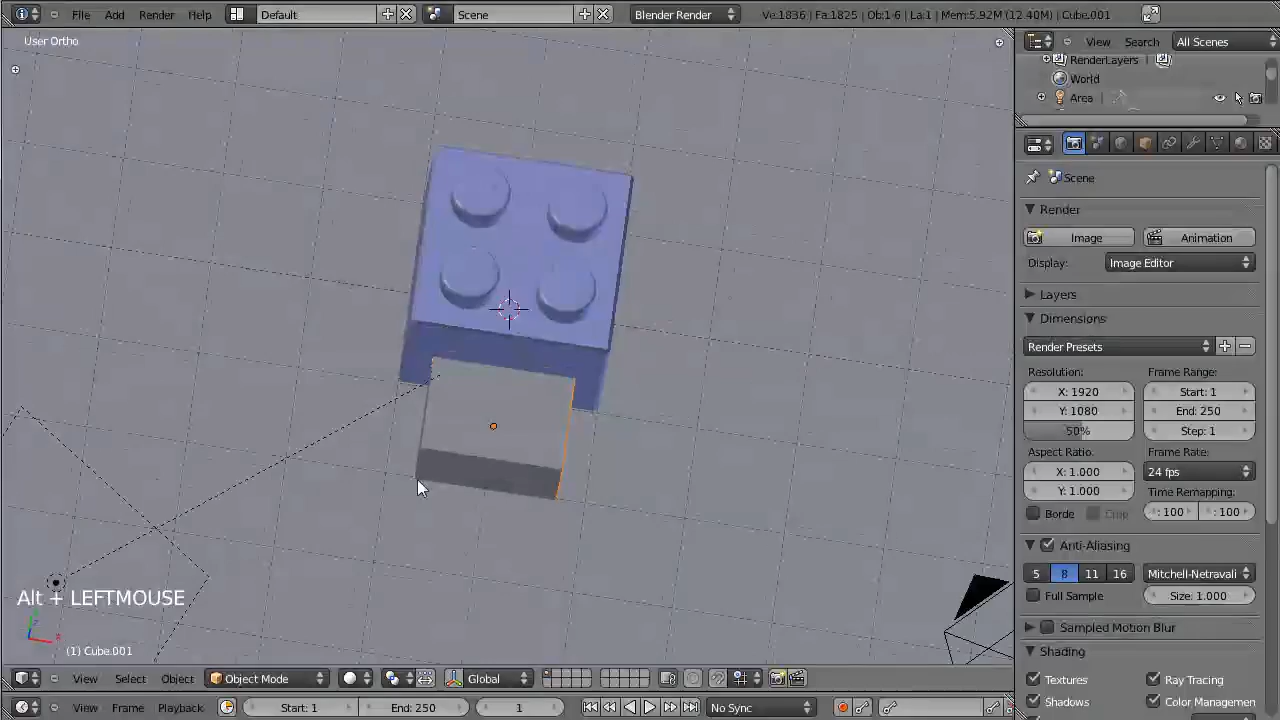 File Add Render Help Default Scene Blender Render Ve:1836 | Fa:1825 | Ob:1-6 | La:1 | Mem:5.92M (12.40M) | Cube.001
User Ortho
View Search All Scenes
RenderLayers
World
Area
Scene
Render
Image Animation
Display: Image Editor
Layers
Dimensions
Render Presets
Resolution: Frame Range:
X: 1920 Start: 1
Y: 1080 End: 250
50% Step: 1
Aspect Ratio: Frame Rate:
X: 1.000 24 fps
Y: 1.000 Time Remapping:
Borde Crop : 100 : 100
Anti-Aliasing
5 8 11 16 Mitchell-Netravali
Full Sample Size: 1.000
Sampled Motion Blur
Shading
Textures Ray Tracing
Shadows Color Managemen
Alt + LEFTMOUSE
(1) Cube.001
View Select Object Object Mode Global
View Frame Playback Start: 1 End: 250 1 No Sync